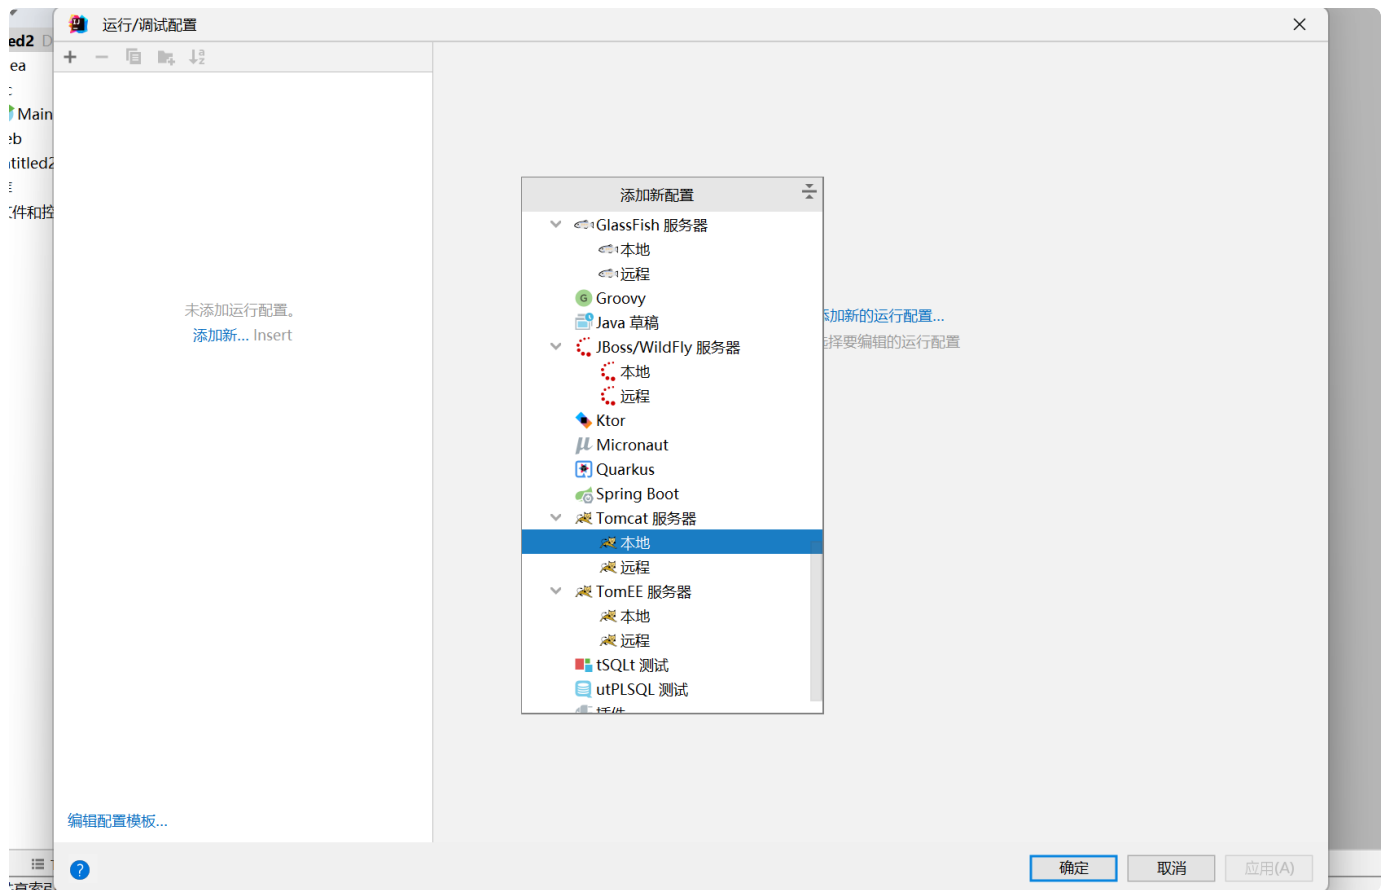 运行/调试配置
ed2 D
ea
Main
eb
ntitled2
件和控
未添加运行配置。
添加新... Insert
添加新配置
GlassFish 服务器
本地
远程
Groovy
Java 草稿
JBoss/WildFly 服务器
本地
远程
Ktor
Micronaut
Quarkus
Spring Boot
Tomcat 服务器
本地
远程
TomEE 服务器
本地
远程
tSQLt 测试
utPLSQL 测试
插件
添加新的运行配置...
选择要编辑的运行配置
编辑配置模板...
?
确定
取消
应用(A)